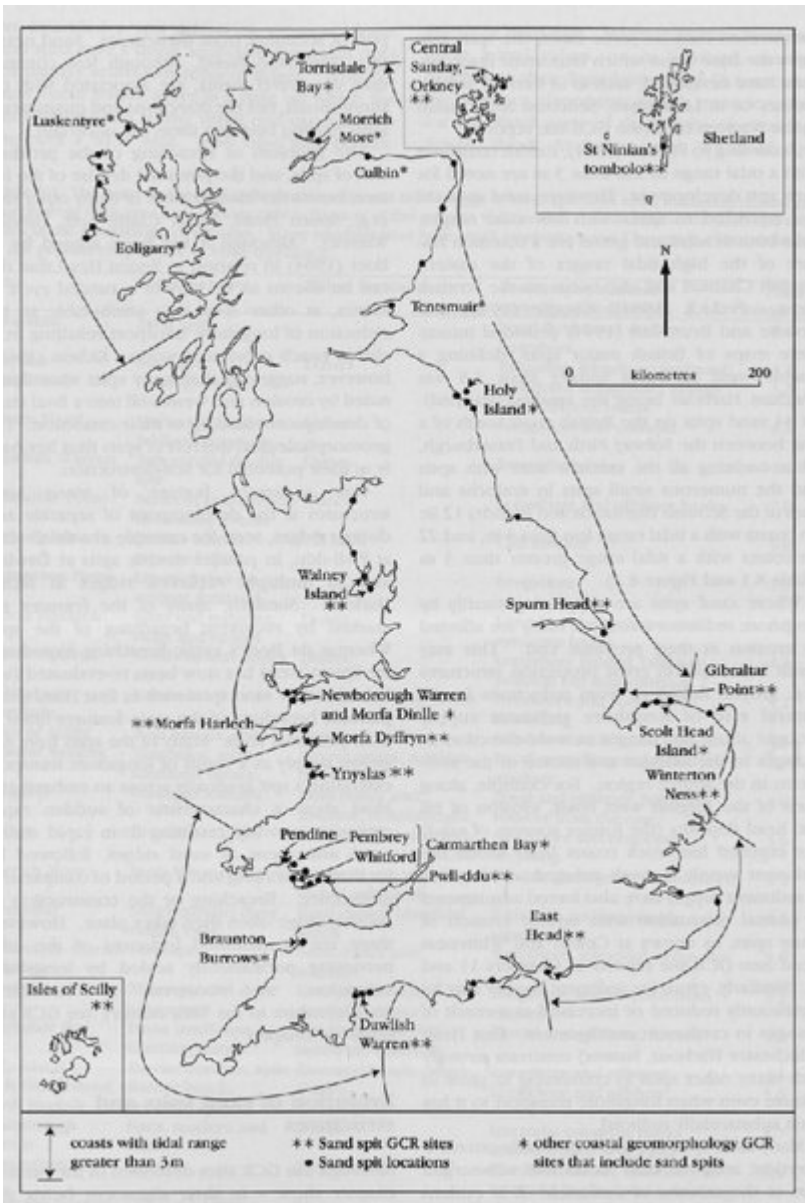 Torrisdale
Bay*
Central
Sanday,
Orkney
**
Luskentyre*
Morrich
More*
Culbin*
St Ninian's
tombolo**
Shetland
Eoligarry*
N
Tentsmuir*
kilometres
0 200
Holy
Island*
Walney
Island
**
Spurn Head**
Gibraltar
Point**
Newborough Warren
and Morfa Dinlle*
**Morfa Harlech
Morfa Dyffryn**
Scolt Head
Island*
Ynyslas**
Winterton
Ness**
Pendine
Pembrey
Whitford
Carmarthen Bay*
Pwll-ddu**
Braunton
Burrows*
East
Head**
Isles of Scilly
**
Dawlish
Warren**
coasts with tidal range
greater than 3m
** Sand spit GCR sites
• Sand spit locations
* other coastal geomorphology GCR
sites that include sand spits